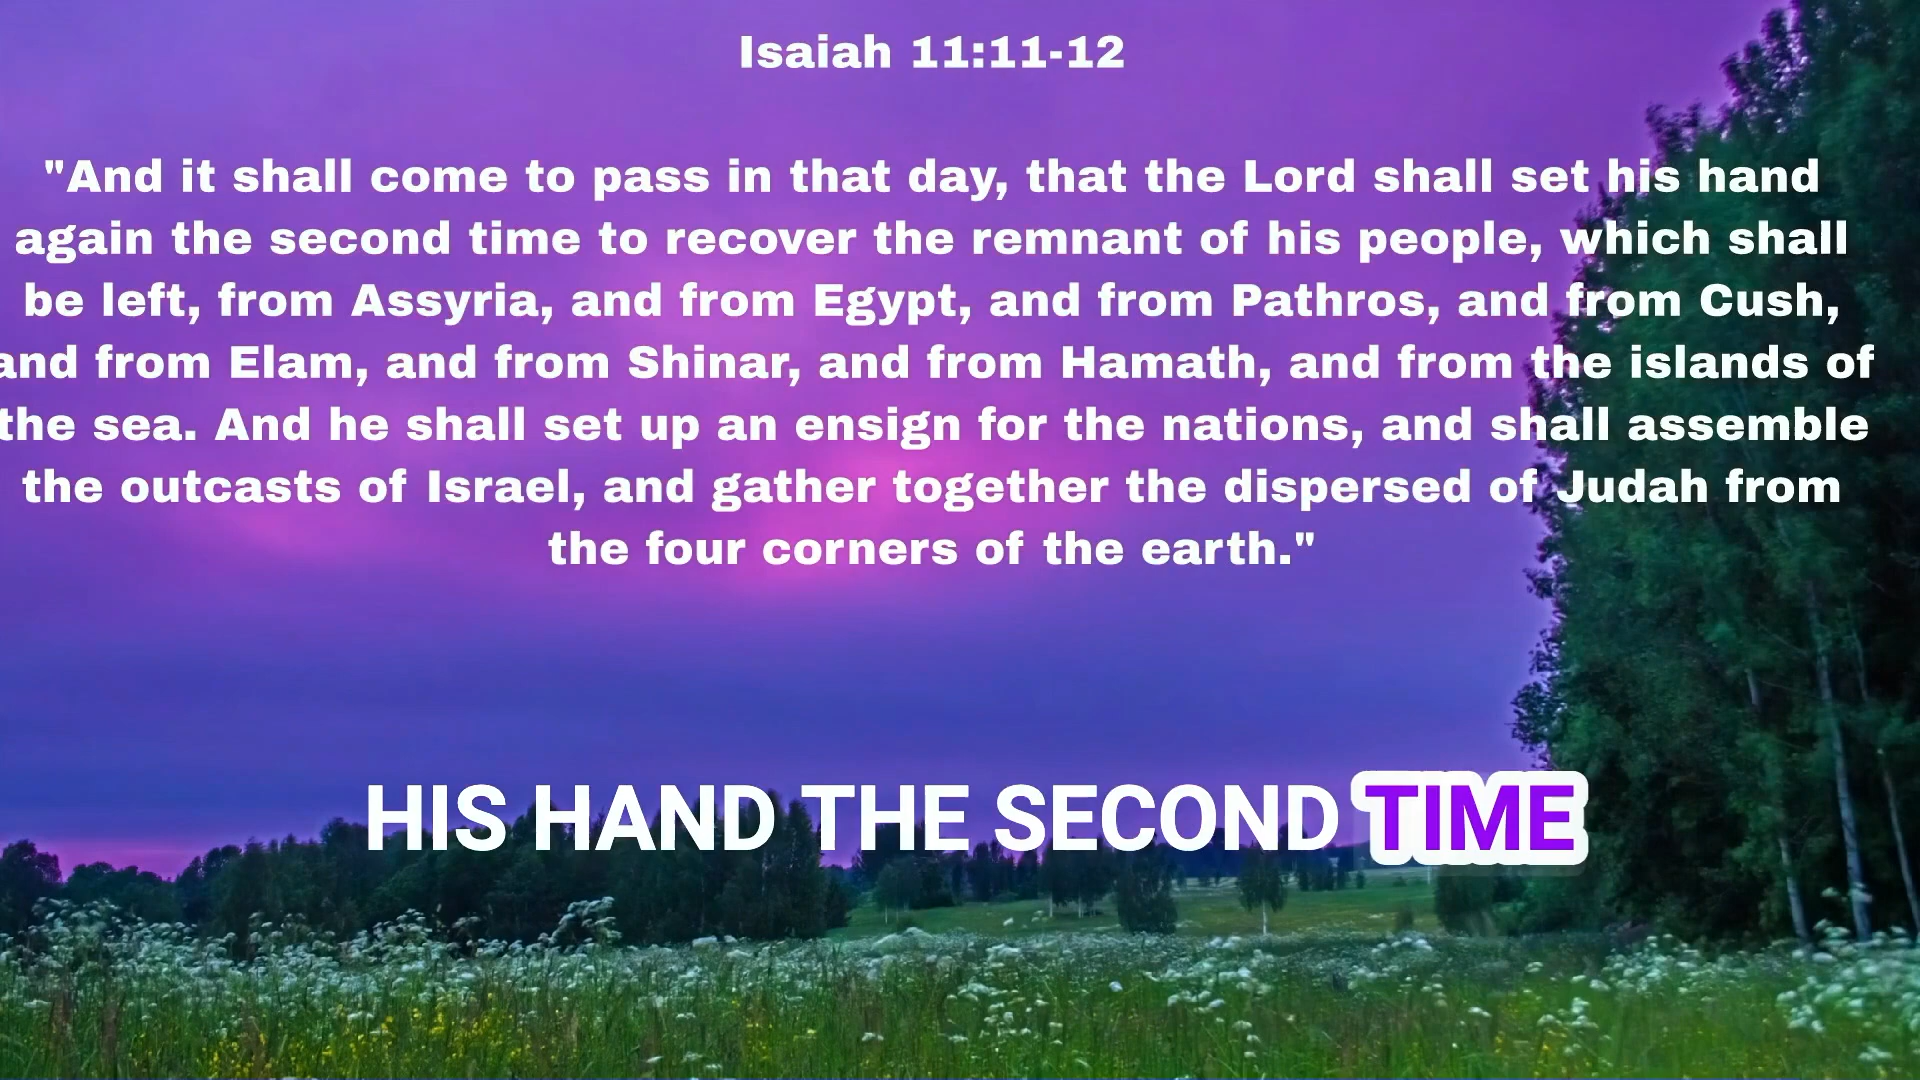 Isaiah 11:11-12
"And it shall come to pass in that day, that the Lord shall set his hand
again the second time to recover the remnant of his people, which shall
be left, from Assyria, and from Egypt, and from Pathros, and from Cush,
and from Elam, and from Shinar, and from Hamath, and from the islands of
the sea. And he shall set up an ensign for the nations, and shall assemble
the outcasts of Israel, and gather together the dispersed of Judah from
the four corners of the earth."
HIS HAND THE SECOND TIME